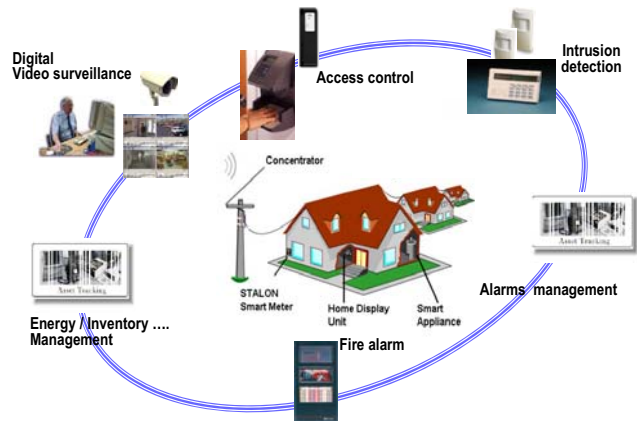 Digital
Video surveillance
Access control
Intrusion
detection
Concentrator
STALON
Smart Meter
Home Display
Unit
Smart
Appliance
Asset Tracking
Alarms management
Asset Tracking
Energy / Inventory ....
Management
Fire alarm